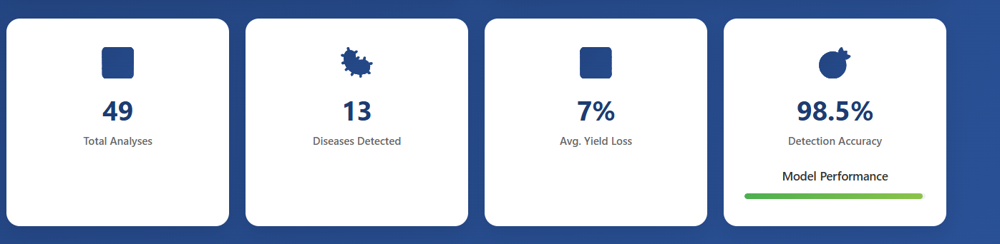 49
Total Analyses
13
Diseases Detected
7%
Avg. Yield Loss
98.5%
Detection Accuracy
Model Performance